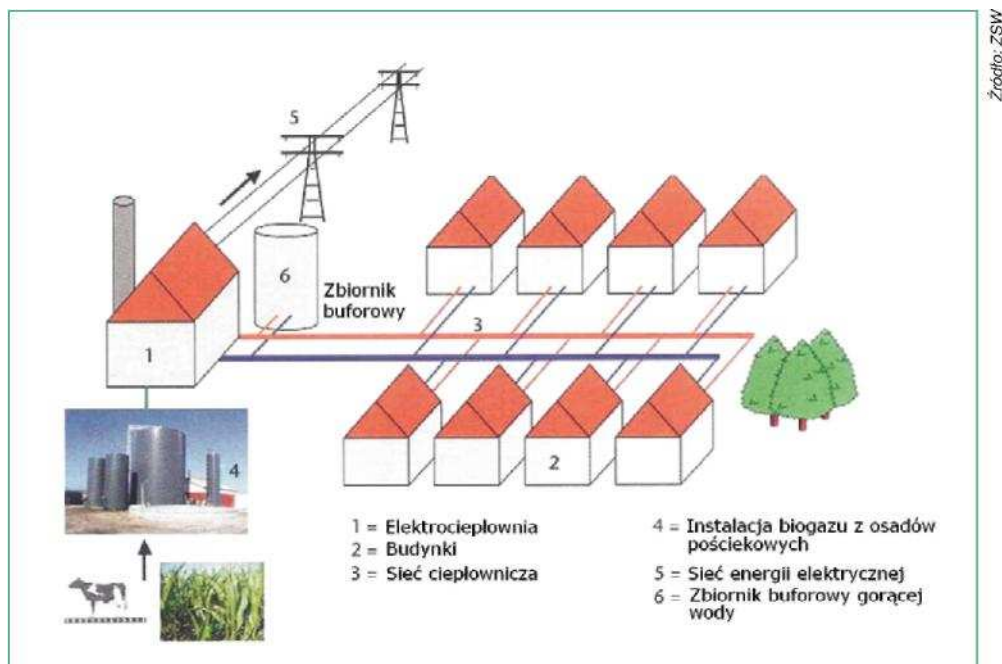 Źródło: ZSW
5
6
Zbiornik
buforowy
3
1
4
2
1 = Elektrociepłownia
2 = Budynki
3 = Sieć ciepłownicza
4 = Instalacja biogazu z osadów
pościekowych
5 = Sieć energii elektrycznej
6 = Zbiornik buforowy gorącej
wody